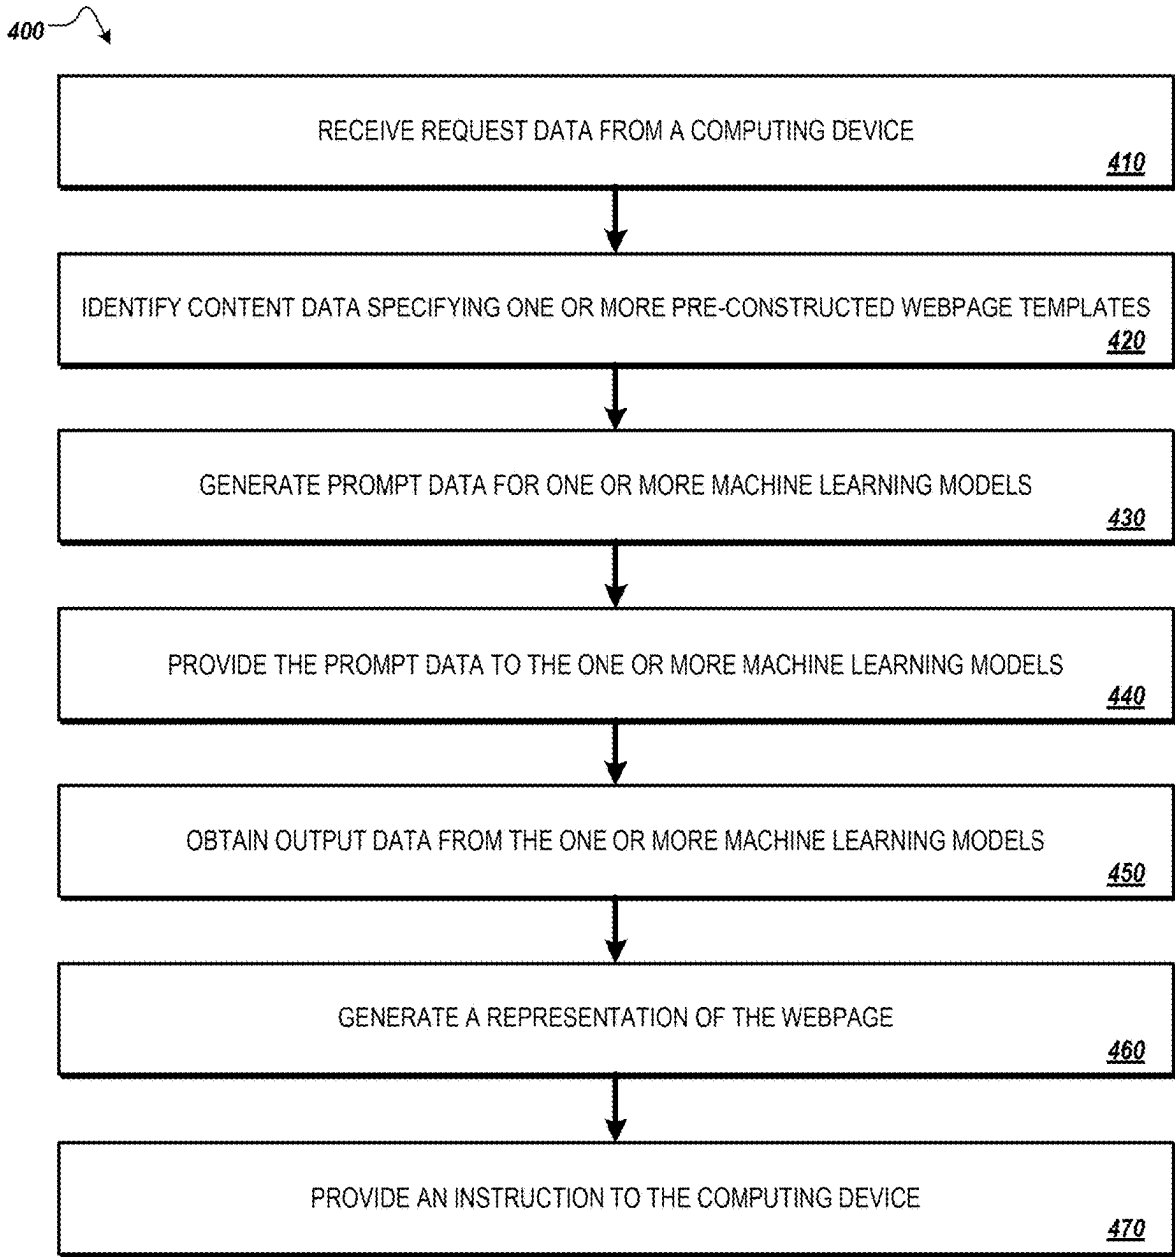 400
RECEIVE REQUEST DATA FROM A COMPUTING DEVICE
410
IDENTIFY CONTENT DATA SPECIFYING ONE OR MORE PRE-CONSTRUCTED WEBPAGE TEMPLATES
420
GENERATE PROMPT DATA FOR ONE OR MORE MACHINE LEARNING MODELS
430
PROVIDE THE PROMPT DATA TO THE ONE OR MORE MACHINE LEARNING MODELS
440
OBTAIN OUTPUT DATA FROM THE ONE OR MORE MACHINE LEARNING MODELS
450
GENERATE A REPRESENTATION OF THE WEBPAGE
460
PROVIDE AN INSTRUCTION TO THE COMPUTING DEVICE
470